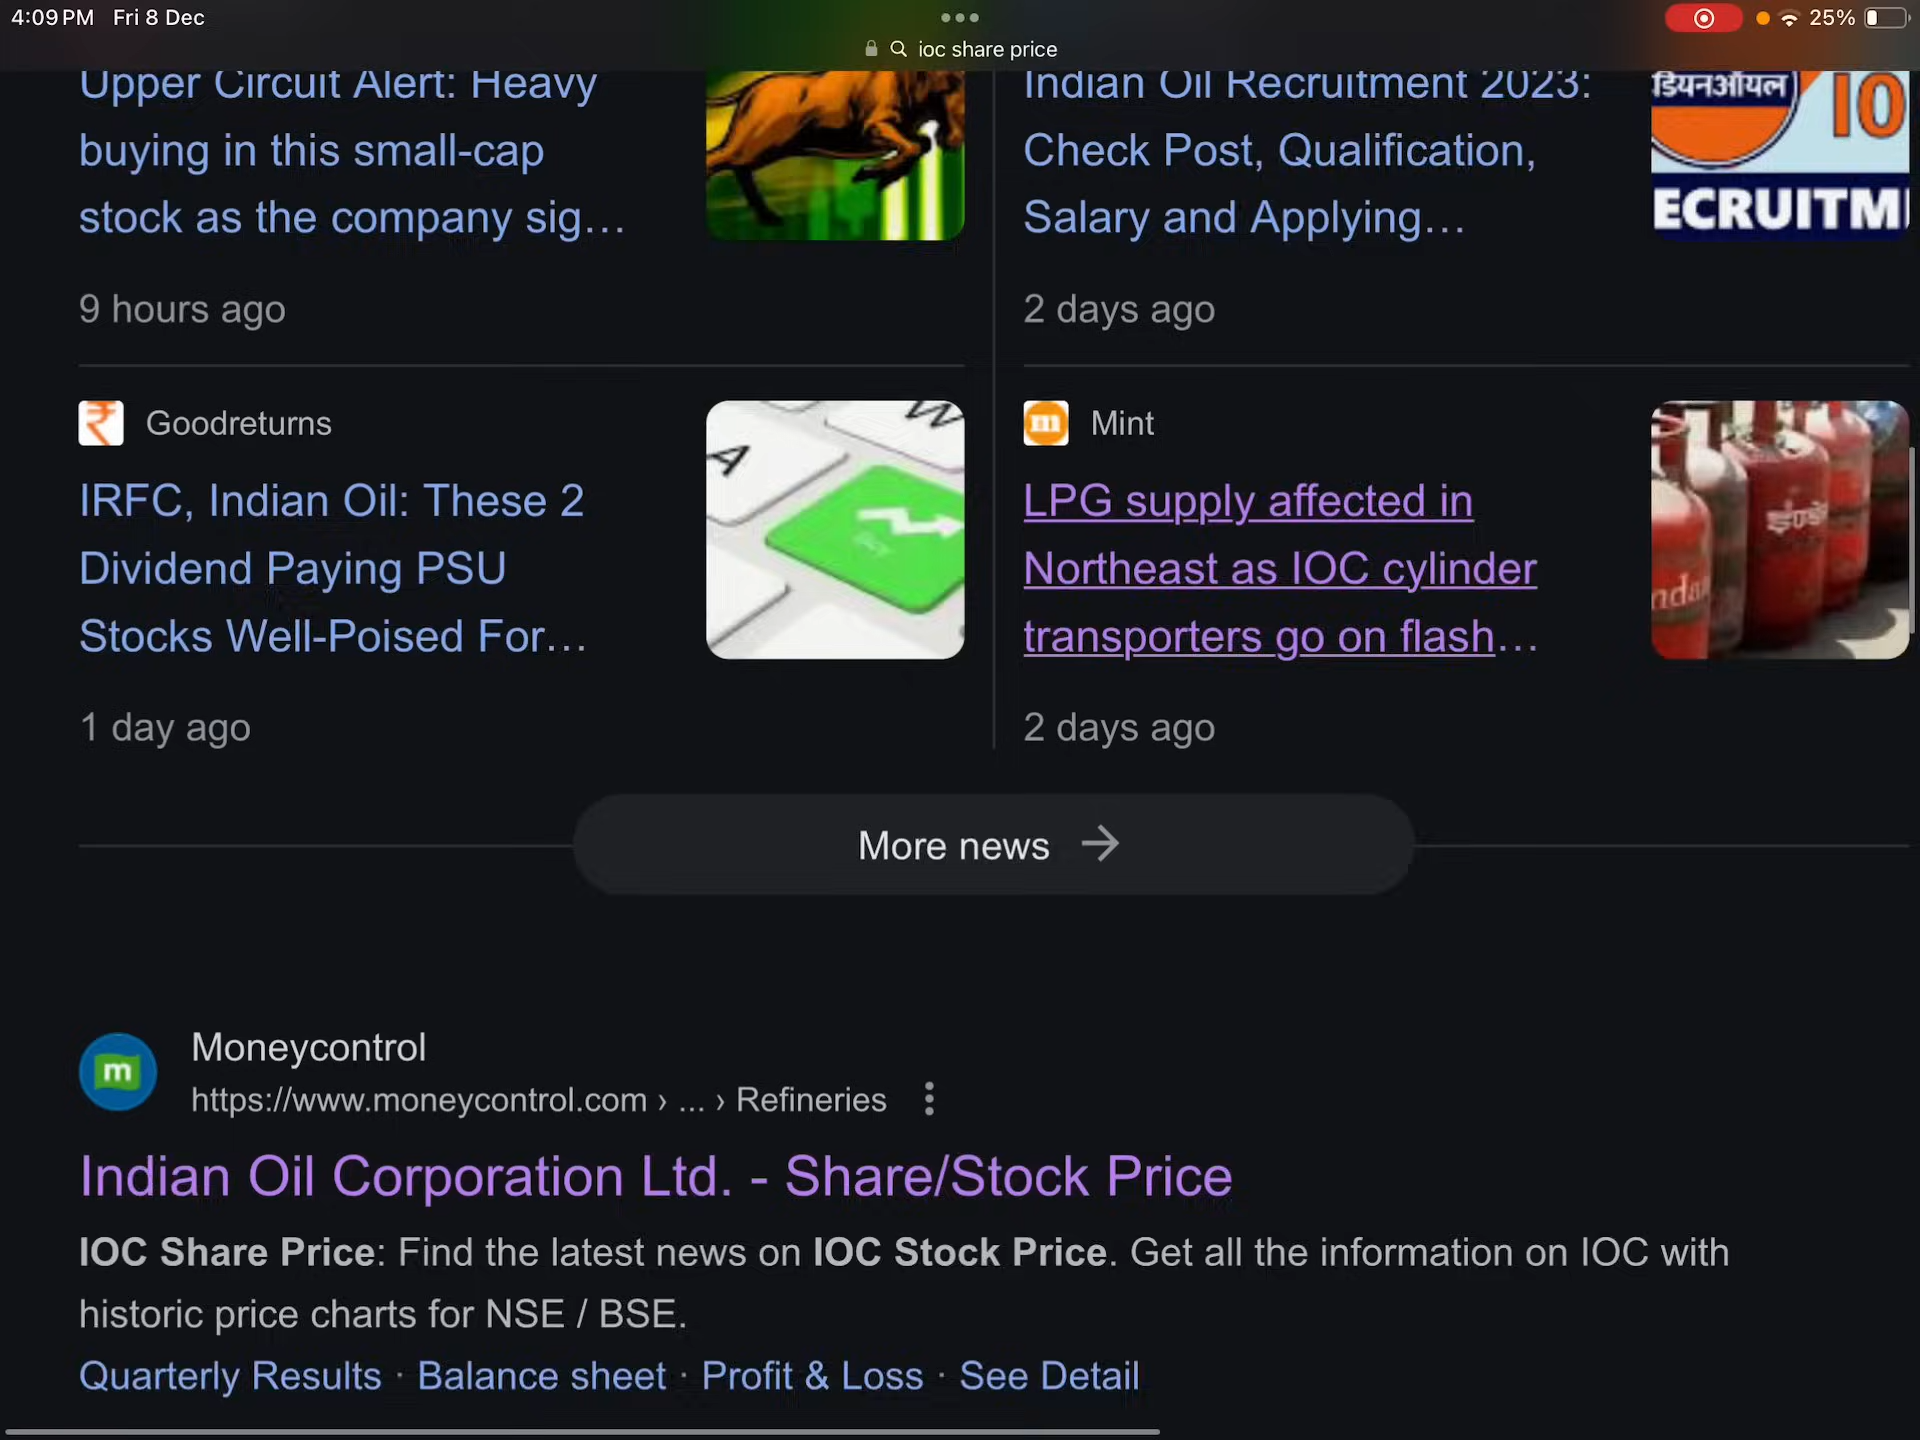 4:09 PM Fri 8 Dec
25%
ioc share price
Upper Circuit Alert: Heavy
buying in this small-cap
stock as the company sig...
9 hours ago
Indian Oil Recruitment 2023:
Check Post, Qualification,
Salary and Applying...
2 days ago
डियनऑयल
IO
ECRUITM
Goodreturns
IRFC, Indian Oil: These 2
Dividend Paying PSU
Stocks Well-Poised For...
1 day ago
A
W
Mint
LPG supply affected in
Northeast as IOC cylinder
transporters go on flash...
2 days ago
m
More news
m
Moneycontrol
https://www.moneycontrol.com › ... › Refineries
Indian Oil Corporation Ltd. - Share/Stock Price
IOC Share Price: Find the latest news on IOC Stock Price. Get all the information on IOC with
historic price charts for NSE / BSE.
Quarterly Results · Balance sheet · Profit & Loss · See Detail